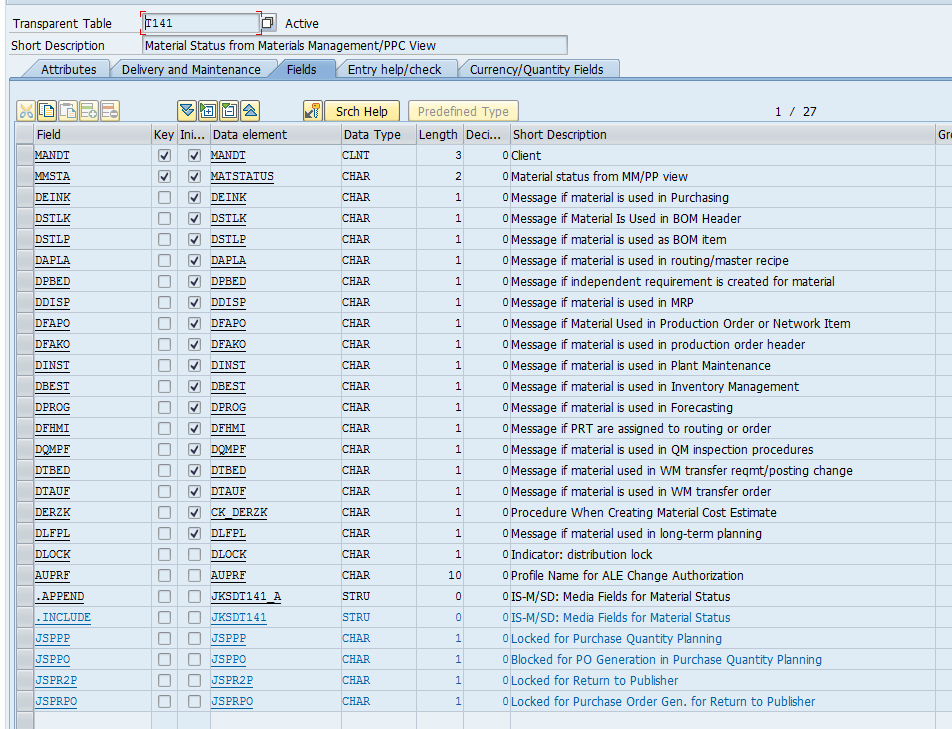 Transparent Table T141 Active
Short Description Material Status from Materials Management/PPC View
Attributes Delivery and Maintenance Fields Entry help/check Currency/Quantity Fields
Srch Help Predefined Type 1 / 27
Field Key Ini... Data element Data Type Length Deci... Short Description Gr
MANDT MANDT CLNT 3 0 Client
MMSTA MATSTATUS CHAR 2 0 Material status from MM/PP view
DEINK DEINK CHAR 1 0 Message if material is used in Purchasing
DSTLK DSTLK CHAR 1 0 Message if Material Is Used in BOM Header
DSTLP DSTLP CHAR 1 0 Message if material is used as BOM item
DAPLA DAPLA CHAR 1 0 Message if material is used in routing/master recipe
DPBED DPBED CHAR 1 0 Message if independent requirement is created for material
DDISP DDISP CHAR 1 0 Message if material is used in MRP
DFAPO DFAPO CHAR 1 0 Message if Material Used in Production Order or Network Item
DFAKO DFAKO CHAR 1 0 Message if material is used in production order header
DINST DINST CHAR 1 0 Message if material is used in Plant Maintenance
DBEST DBEST CHAR 1 0 Message if material is used in Inventory Management
DPROG DPROG CHAR 1 0 Message if material is used in Forecasting
DFHMI DFHMI CHAR 1 0 Message if PRT are assigned to routing or order
DQMPF DQMPF CHAR 1 0 Message if material is used in QM inspection procedures
DTBED DTBED CHAR 1 0 Message if material used in WM transfer reqmt/posting change
DTAUF DTAUF CHAR 1 0 Message if material is used in WM transfer order
DERZK CK_DERZK CHAR 1 0 Procedure When Creating Material Cost Estimate
DLFPL DLFPL CHAR 1 0 Message if material used in long-term planning
DLOCK DLOCK CHAR 1 0 Indicator: distribution lock
AUPRF AUPRF CHAR 10 0 Profile Name for ALE Change Authorization
.APPEND JKSDT141_A STRU 0 0 IS-M/SD: Media Fields for Material Status
.INCLUDE JKSDT141 STRU 0 0 IS-M/SD: Media Fields for Material Status
JSPPP JSPPP CHAR 1 0 Locked for Purchase Quantity Planning
JSPPO JSPPO CHAR 1 0 Blocked for PO Generation in Purchase Quantity Planning
JSPR2P JSPR2P CHAR 1 0 Locked for Return to Publisher
JSPRPO JSPRPO CHAR 1 0 Locked for Purchase Order Gen. for Return to Publisher